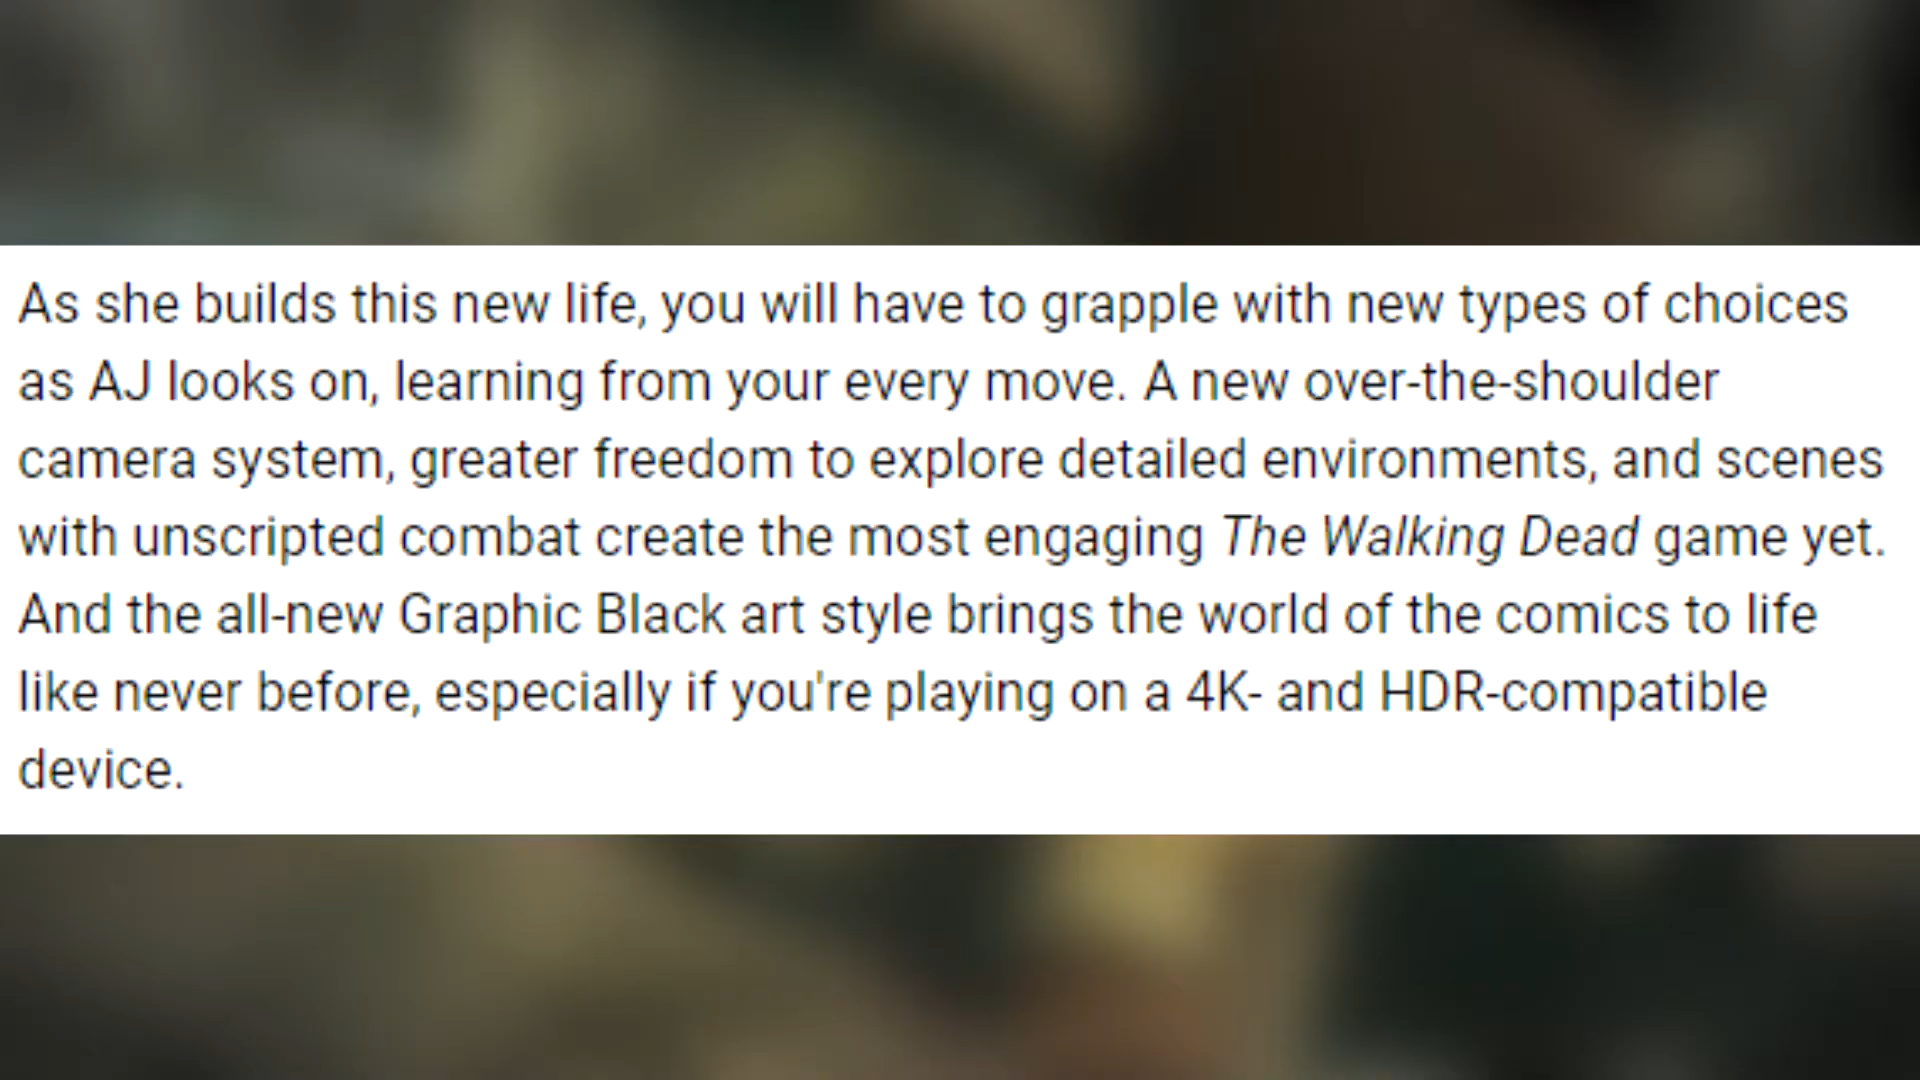 As she builds this new life, you will have to grapple with new types of choices
as AJ looks on, learning from your every move. A new over-the-shoulder
camera system, greater freedom to explore detailed environments, and scenes
with unscripted combat create the most engaging The Walking Dead game yet.
And the all-new Graphic Black art style brings the world of the comics to life
like never before, especially if you're playing on a 4K- and HDR-compatible
device.